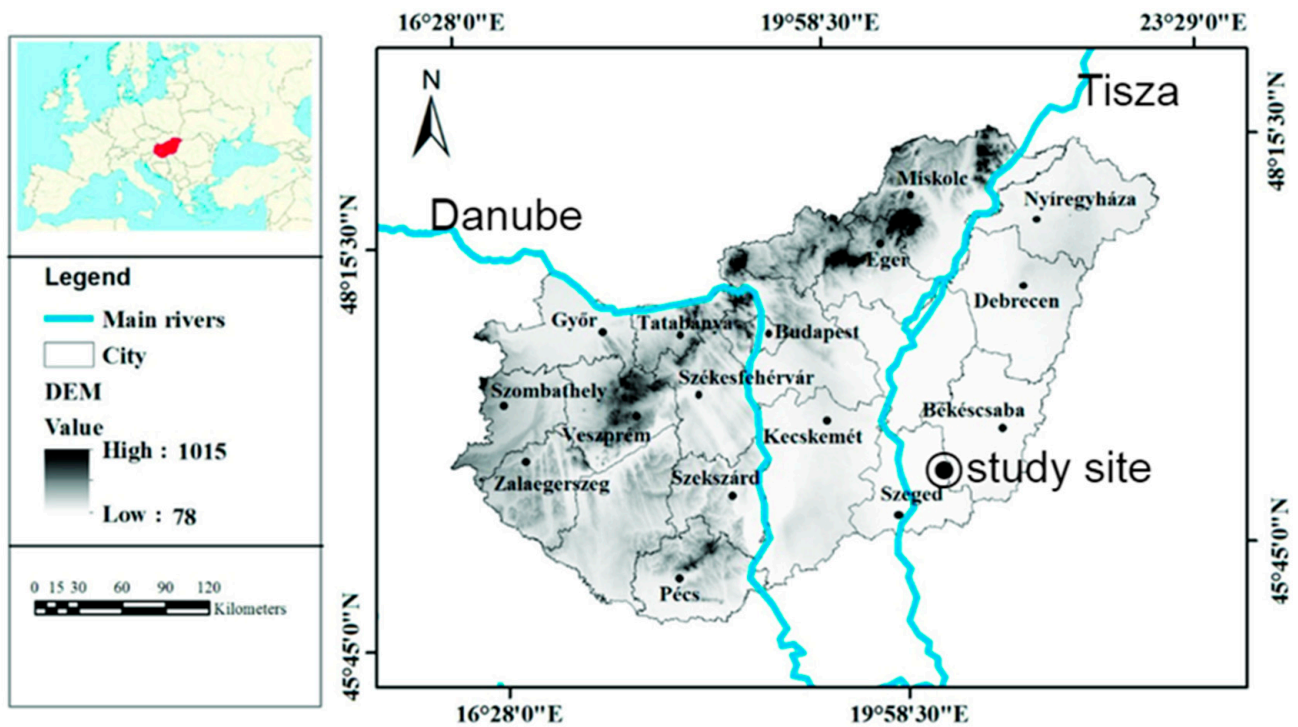 16°28'0"E
19°58'30"E
23°29'0"E
N
Tisza
48°15'30"N
Miskolc
Nyíregyháza
Danube
48°15'30"N
Eger
Debrecen
Legend
Main rivers
City
DEM
Value
High : 1015
Low : 78
Győr
Tatabánya
Budapest
Székesfehérvár
Szombathely
Veszprém
Kecskemét
Békéscsaba
study site
Zalaegerszeg
Szekszárd
Szeged
45°45'0"N
0 15 30 60 90 120
Kilometers
Pécs
45°45'0"N
16°28'0"E
19°58'30"E